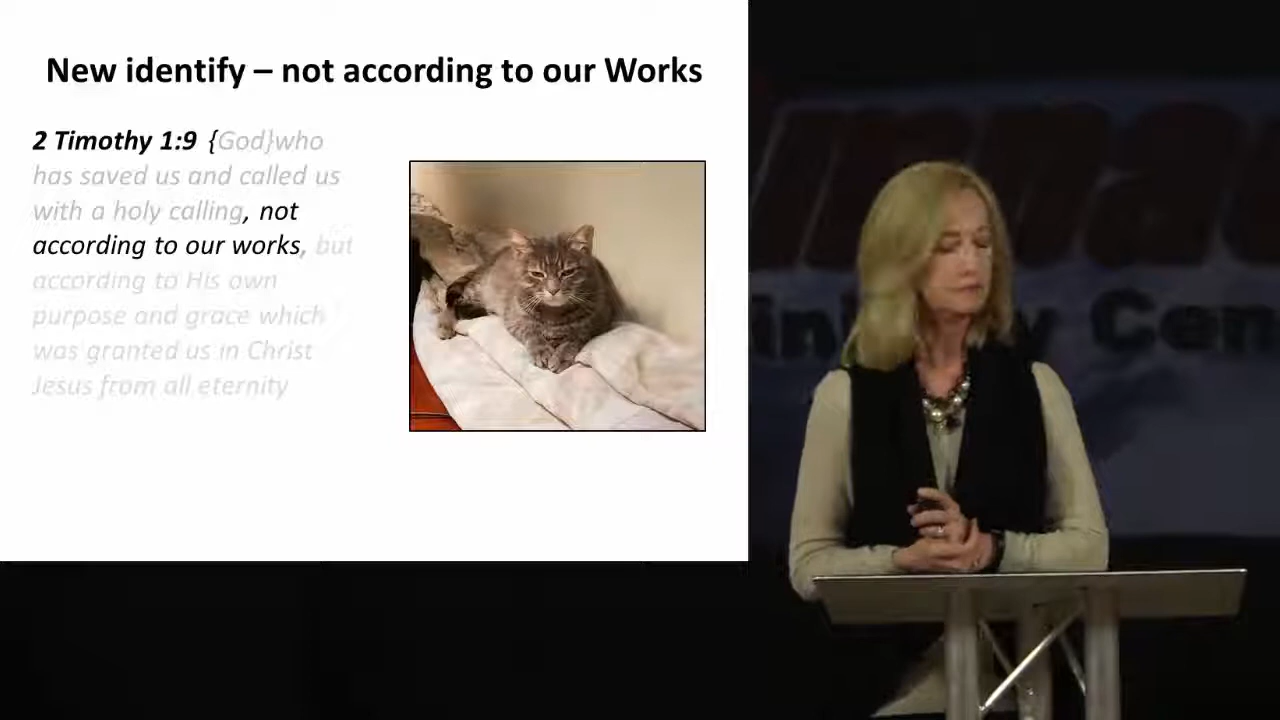 New identify – not according to our Works
2 Timothy 1:9 {God}who
has saved us and called us
with a holy calling, not
according to our works, but
according to His own
purpose and grace which
was granted us in Christ
Jesus from all eternity
Cen